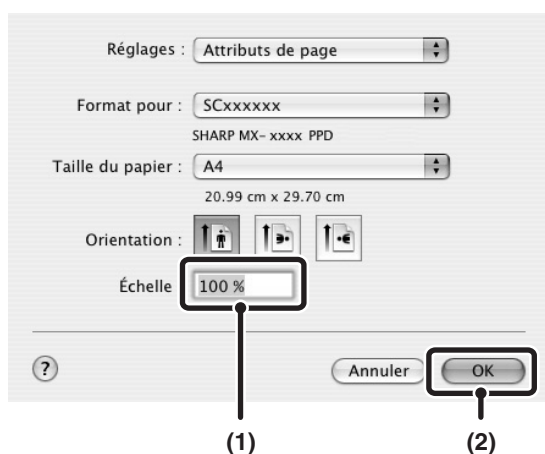 Réglages : Attributs de page
Format pour : SCxxxxxx
SHARP MX- xxxx PPD
Taille du papier : A4
20.99 cm x 29.70 cm
Orientation :
Échelle 100 %
? Annuler OK
(1) (2)